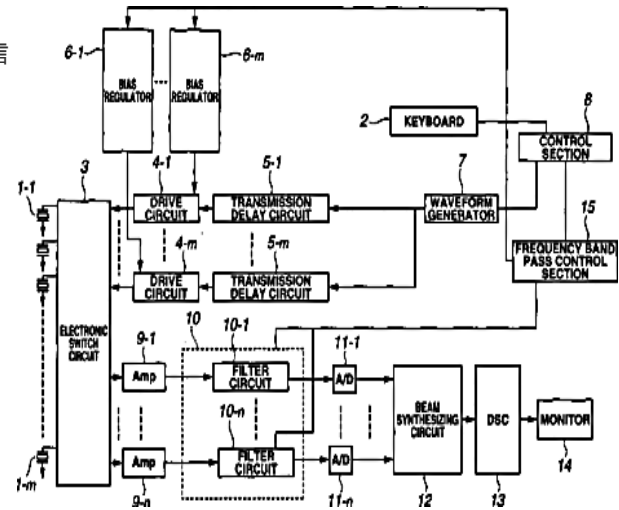 信
6-1
6-m
BIAS
REGULATOR
BIAS
REGULATOR
2
KEYBOARD
8
CONTROL
SECTION
3
4-1
5-1
7
1-1
DRIVE
CIRCUIT
TRANSMISSION
DELAY CIRCUIT
WAVEFORM
GENERATOR
15
4-m
5-m
FREQUENCY BAND
PASS CONTROL
SECTION
DRIVE
CIRCUIT
TRANSMISSION
DELAY CIRCUIT
ELECTRONIC
SWITCH
CIRCUIT
10
9-1
10-1
11-1
Amp
FILTER
CIRCUIT
A/D
BEAM
SYNTHESIZING
CIRCUIT
DSC
MONITOR
10-n
14
1-m
Amp
FILTER
CIRCUIT
A/D
9-n
11-n
12
13